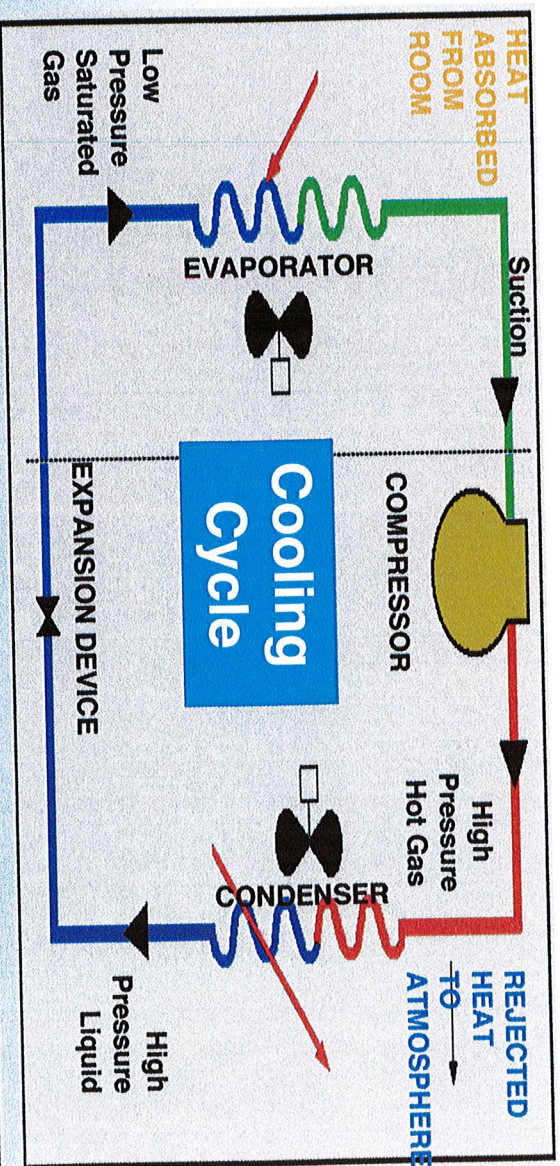 HEAT
ABSORBED
FROM
ROOM
Suction
COMPRESSOR
High
Pressure
Hot Gas
REJECTED
HEAT
TO
ATMOSPHERE
EVAPORATOR
Cooling
Cycle
CONDENSER
Low
Pressure
Saturated
Gas
EXPANSION DEVICE
High
Pressure
Liquid